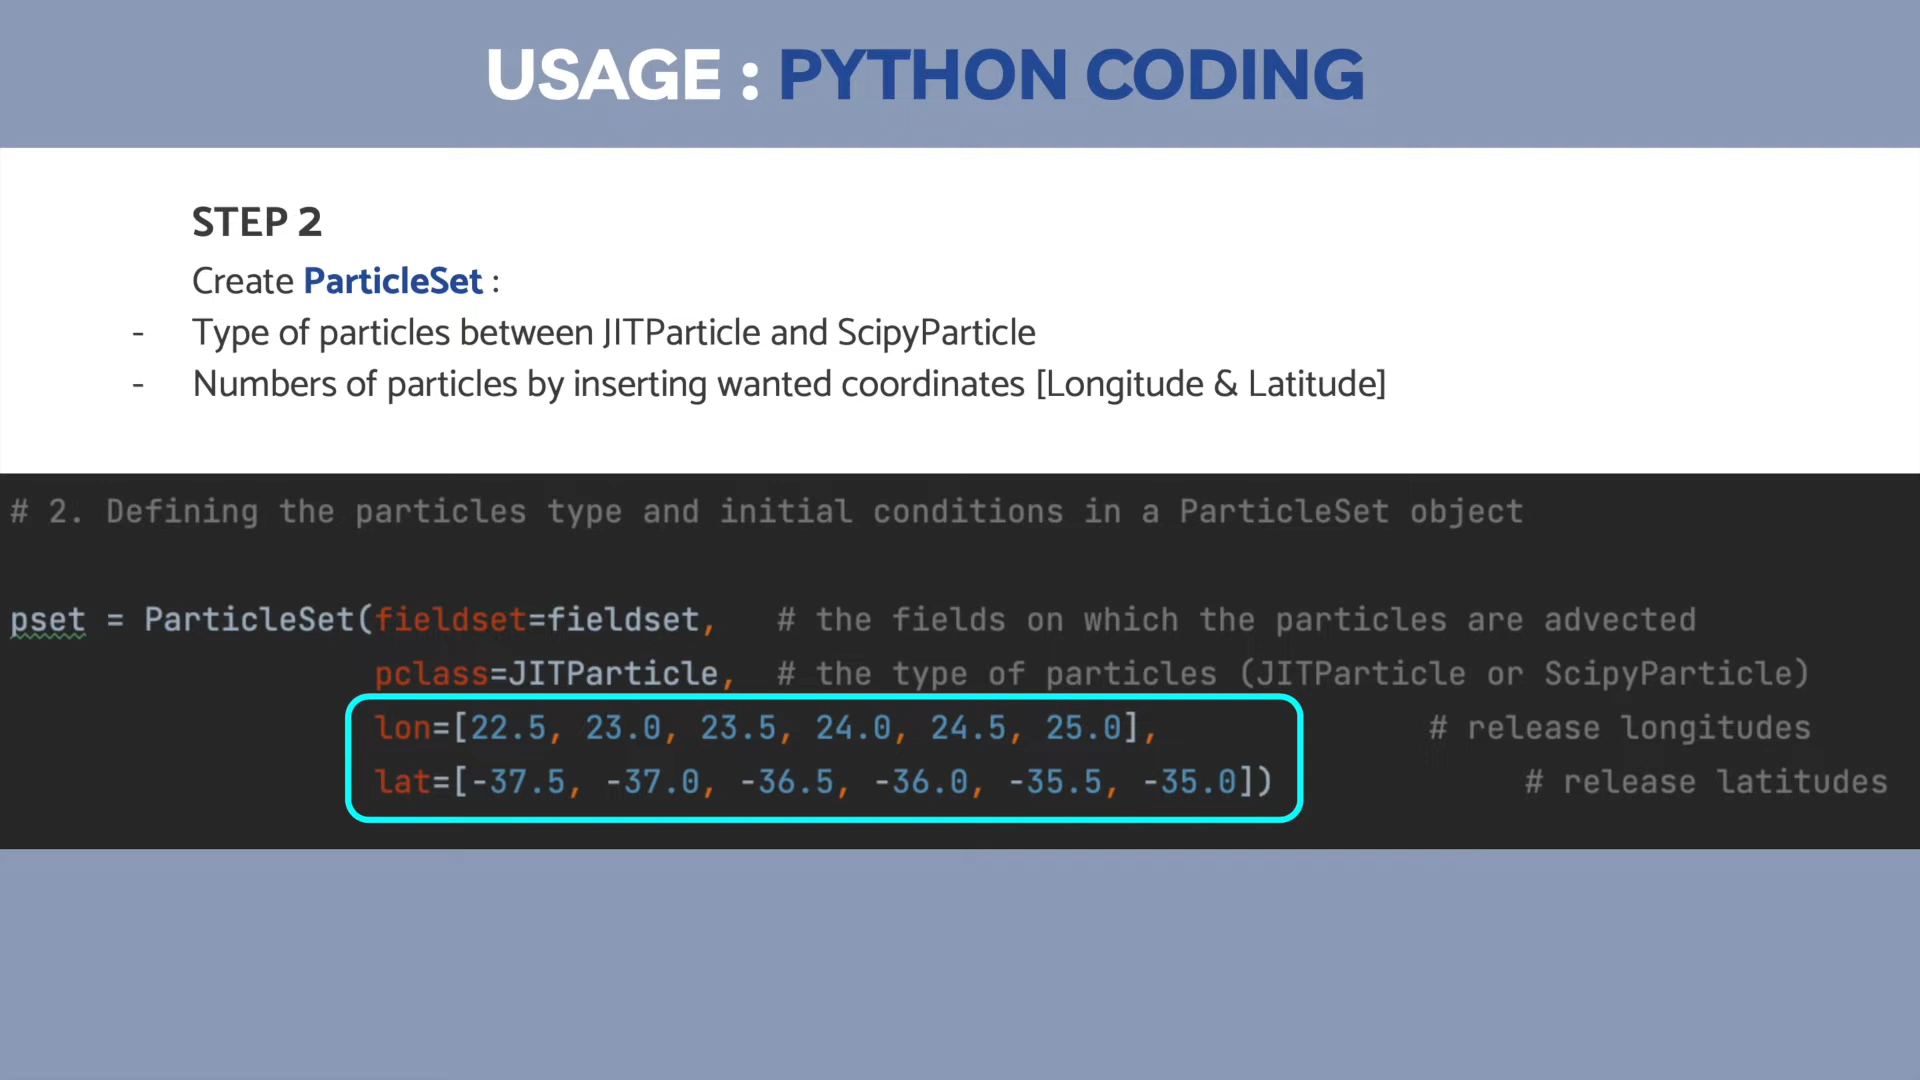 USAGE : PYTHON CODING
STEP 2
Create ParticleSet :
- Type of particles between JITParticle and ScipyParticle
- Numbers of particles by inserting wanted coordinates [Longitude & Latitude]
# 2. Defining the particles type and initial conditions in a ParticleSet object
pset = ParticleSet(fieldset=fieldset, # the fields on which the particles are advected
pclass=JITParticle, # the type of particles (JITParticle or ScipyParticle)
lon=[22.5, 23.0, 23.5, 24.0, 24.5, 25.0], # release longitudes
lat=[-37.5, -37.0, -36.5, -36.0, -35.5, -35.0]) # release latitudes